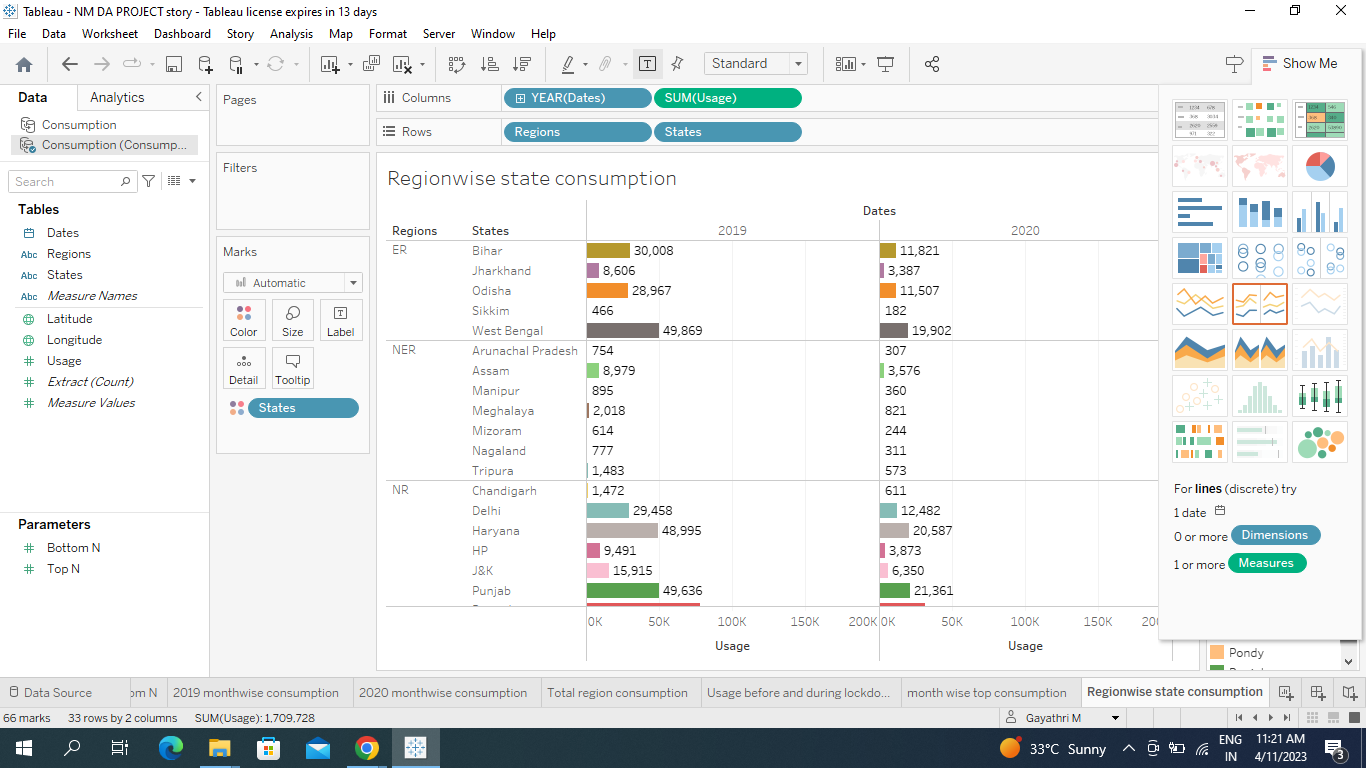 Tableau - NM DA PROJECT story - Tableau license expires in 13 days
File Data Worksheet Dashboard Story Analysis Map Format Server Window Help
Standard
Show Me
Data Analytics
Consumption
Consumption (Consump...
Search
Tables
Dates
Abc Regions
Abc States
Abc Measure Names
Latitude
Longitude
Usage
Extract (Count)
Measure Values
Parameters
Bottom N
Top N
Pages
Filters
Marks
Automatic
Color Size Label
Detail Tooltip
States
Columns YEAR(Dates) SUM(Usage)
Rows Regions States
Regionwise state consumption
Dates
Regions States 2019 2020
ER Bihar 30,008 11,821
Jharkhand 8,606 3,387
Odisha 28,967 11,507
Sikkim 466 182
West Bengal 49,869 19,902
NER Arunachal Pradesh 754 307
Assam 8,979 3,576
Manipur 895 360
Meghalaya 2,018 821
Mizoram 614 244
Nagaland 777 311
Tripura 1,483 573
NR Chandigarh 1,472 611
Delhi 29,458 12,482
Haryana 48,995 20,587
HP 9,491 3,873
J&K 15,915 6,350
Punjab 49,636 21,361
0K 50K 100K 150K 200K 0K 50K 100K 150K 20
Usage Usage
For lines (discrete) try
1 date
0 or more Dimensions
1 or more Measures
Pondy
Data Source om N 2019 monthwise consumption 2020 monthwise consumption Total region consumption Usage before and during lockdo... month wise top consumption Regionwise state consumption
66 marks 33 rows by 2 columns SUM(Usage): 1,709,728 Gayathri M
33°C Sunny
ENG
IN
11:21 AM
4/11/2023
3